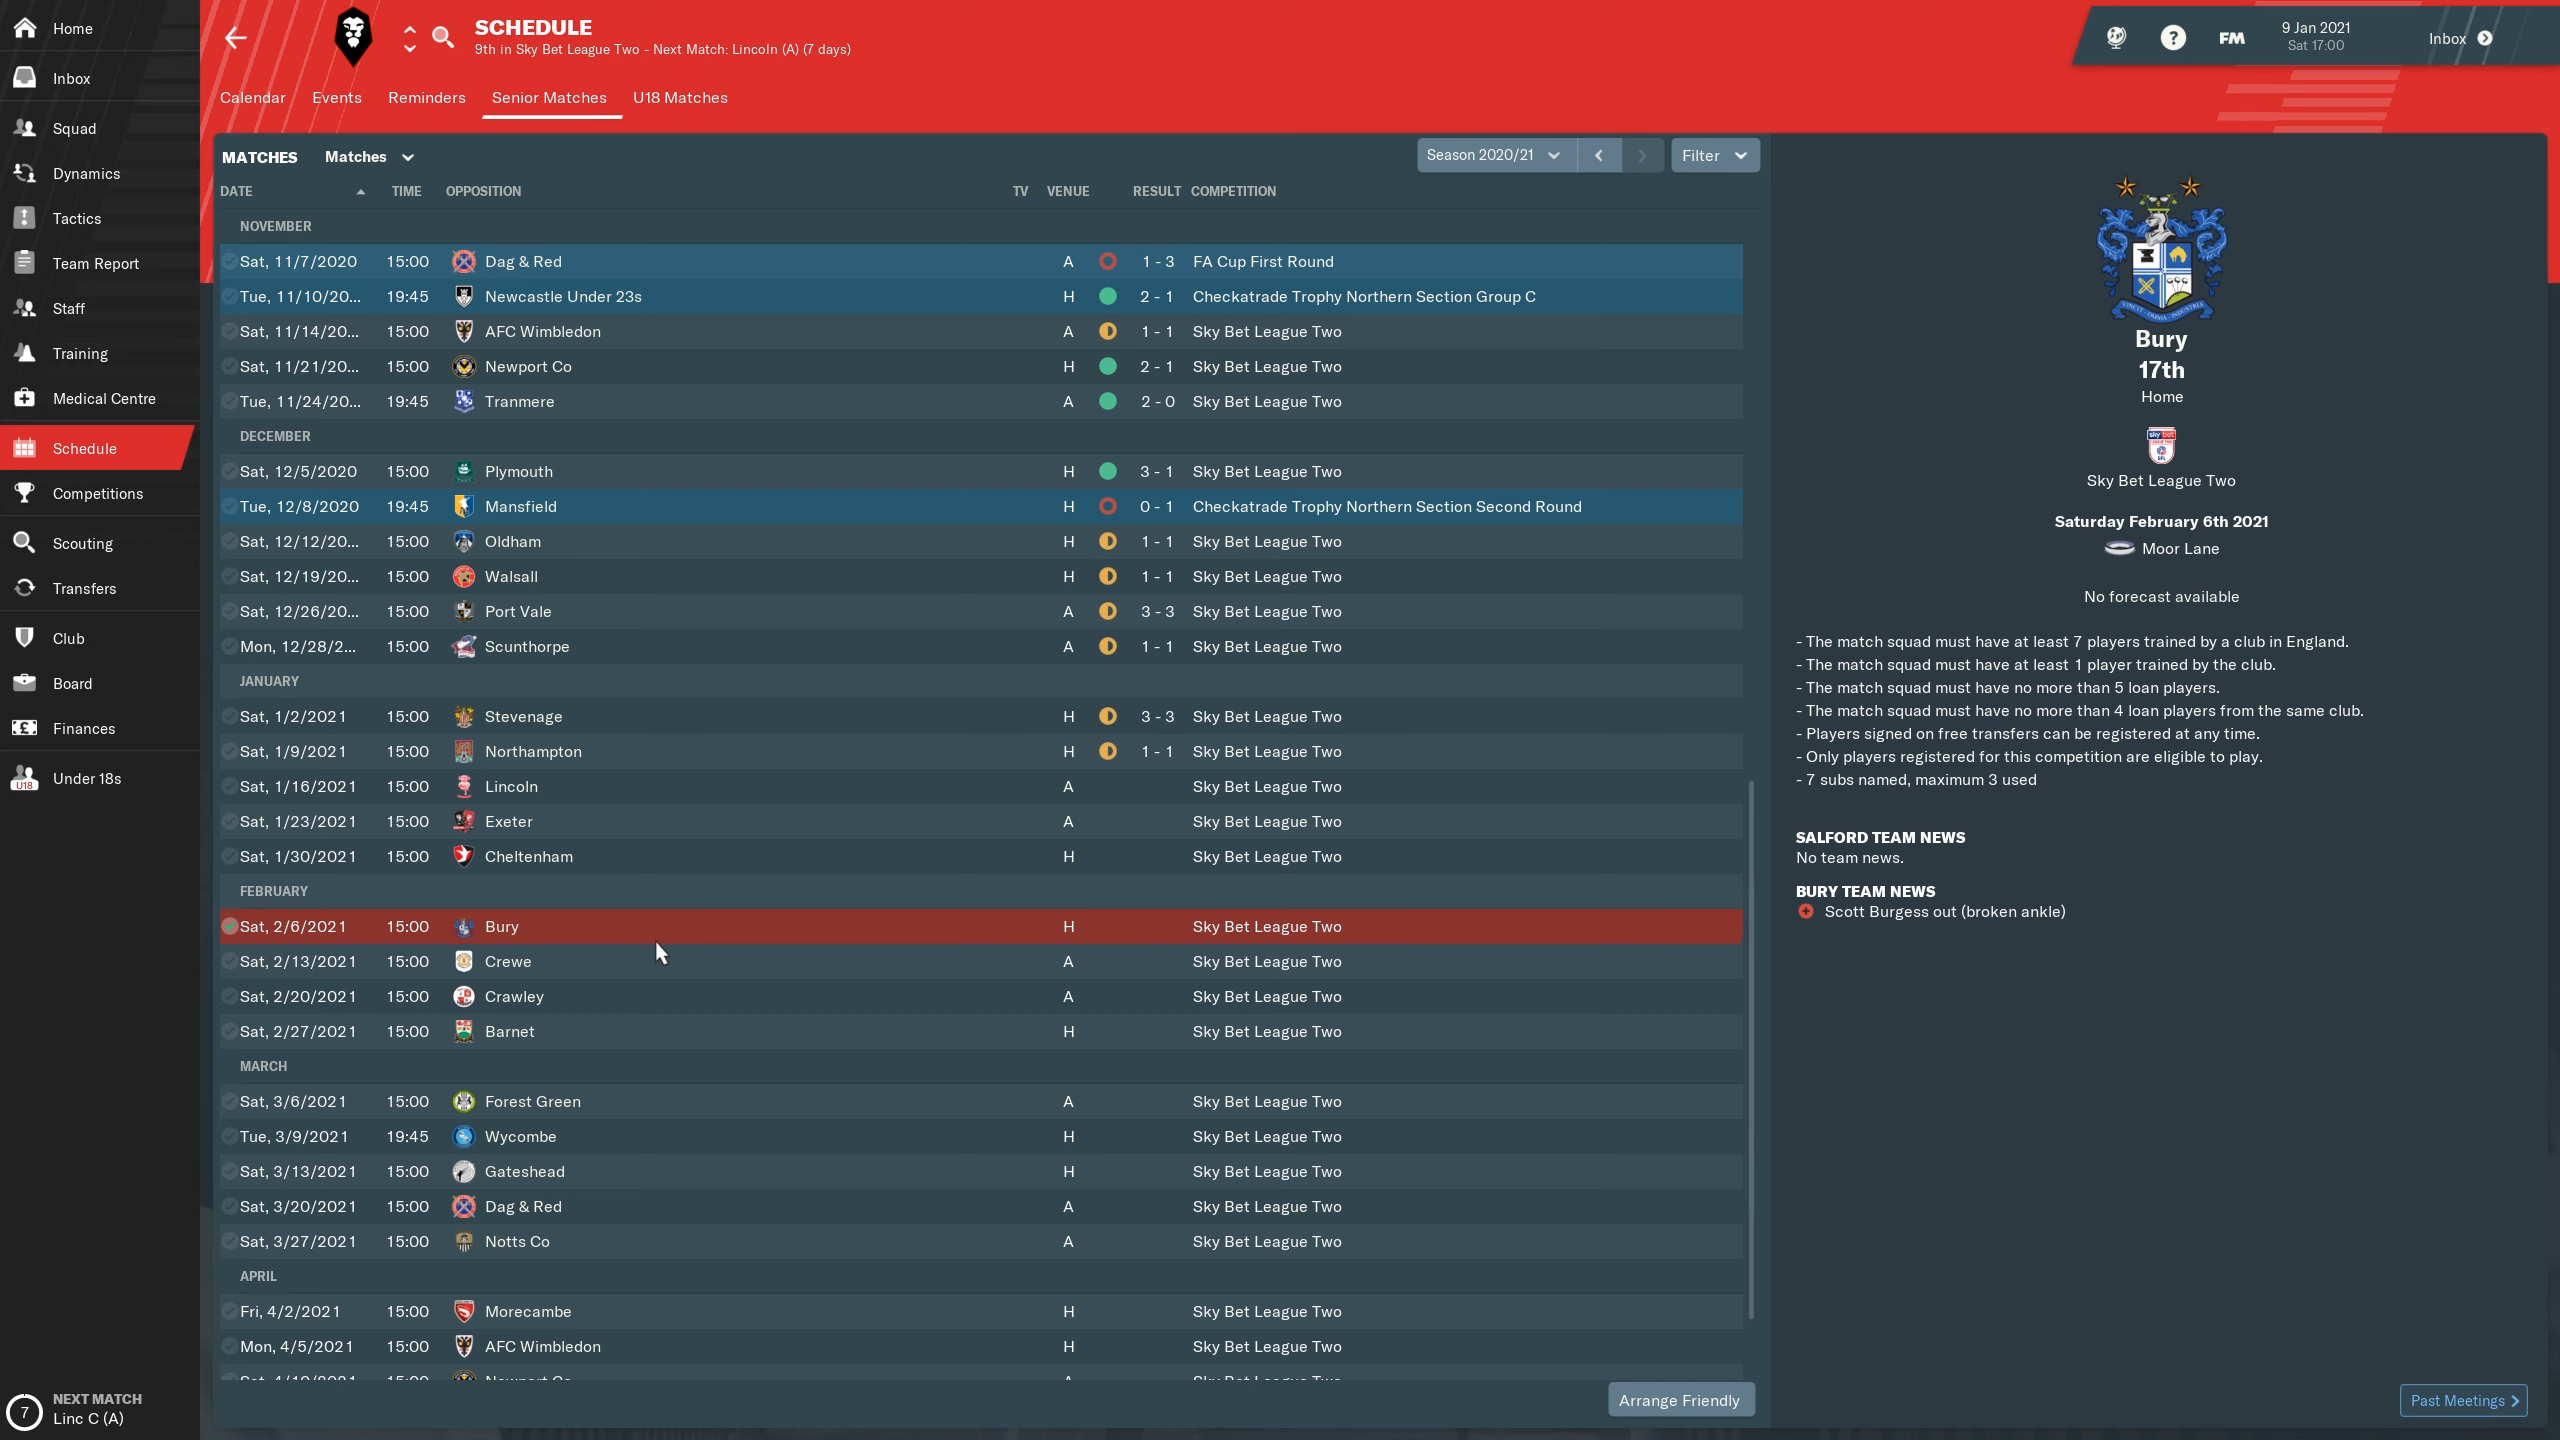 Home
Inbox
Squad
Dynamics
Tactics
Team Report
Staff
Training
Medical Centre
Schedule
Competitions
Scouting
Transfers
Club
Board
Finances
U18 Under 18s
7 NEXT MATCH
Linc C (A)
SCHEDULE
9th in Sky Bet League Two - Next Match: Lincoln (A) (7 days)
? FM 9 Jan 2021 Inbox
Sat 17:00
Calendar Events Reminders Senior Matches U18 Matches
MATCHES Matches Season 2020/21 Filter
DATE TIME OPPOSITION TV VENUE RESULT COMPETITION
NOVEMBER
Sat, 11/7/2020 15:00 Dag & Red A 1 - 3 FA Cup First Round
Tue, 11/10/20... 19:45 Newcastle Under 23s H 2 - 1 Checkatrade Trophy Northern Section Group C
Sat, 11/14/20... 15:00 AFC Wimbledon A 1 - 1 Sky Bet League Two
Sat, 11/21/20... 15:00 Newport Co H 2 - 1 Sky Bet League Two
Tue, 11/24/20... 19:45 Tranmere A 2 - 0 Sky Bet League Two
DECEMBER
Sat, 12/5/2020 15:00 Plymouth H 3 - 1 Sky Bet League Two
Tue, 12/8/2020 19:45 Mansfield H 0 - 1 Checkatrade Trophy Northern Section Second Round
Sat, 12/12/20... 15:00 Oldham H 1 - 1 Sky Bet League Two
Sat, 12/19/20... 15:00 Walsall H 1 - 1 Sky Bet League Two
Sat, 12/26/20... 15:00 Port Vale A 3 - 3 Sky Bet League Two
Mon, 12/28/2... 15:00 Scunthorpe A 1 - 1 Sky Bet League Two
JANUARY
Sat, 1/2/2021 15:00 Stevenage H 3 - 3 Sky Bet League Two
Sat, 1/9/2021 15:00 Northampton H 1 - 1 Sky Bet League Two
Sat, 1/16/2021 15:00 Lincoln A Sky Bet League Two
Sat, 1/23/2021 15:00 Exeter A Sky Bet League Two
Sat, 1/30/2021 15:00 Cheltenham H Sky Bet League Two
FEBRUARY
Sat, 2/6/2021 15:00 Bury H Sky Bet League Two
Sat, 2/13/2021 15:00 Crewe A Sky Bet League Two
Sat, 2/20/2021 15:00 Crawley A Sky Bet League Two
Sat, 2/27/2021 15:00 Barnet H Sky Bet League Two
MARCH
Sat, 3/6/2021 15:00 Forest Green A Sky Bet League Two
Tue, 3/9/2021 19:45 Wycombe H Sky Bet League Two
Sat, 3/13/2021 15:00 Gateshead H Sky Bet League Two
Sat, 3/20/2021 15:00 Dag & Red A Sky Bet League Two
Sat, 3/27/2021 15:00 Notts Co A Sky Bet League Two
APRIL
Fri, 4/2/2021 15:00 Morecambe H Sky Bet League Two
Mon, 4/5/2021 15:00 AFC Wimbledon H Sky Bet League Two
Arrange Friendly
Bury
17th
Home
sky bet
EFL
Sky Bet League Two
Saturday February 6th 2021
Moor Lane
No forecast available
- The match squad must have at least 7 players trained by a club in England.
- The match squad must have at least 1 player trained by the club.
- The match squad must have no more than 5 loan players.
- The match squad must have no more than 4 loan players from the same club.
- Players signed on free transfers can be registered at any time.
- Only players registered for this competition are eligible to play.
- 7 subs named, maximum 3 used
SALFORD TEAM NEWS
No team news.
BURY TEAM NEWS
Scott Burgess out (broken ankle)
Past Meetings